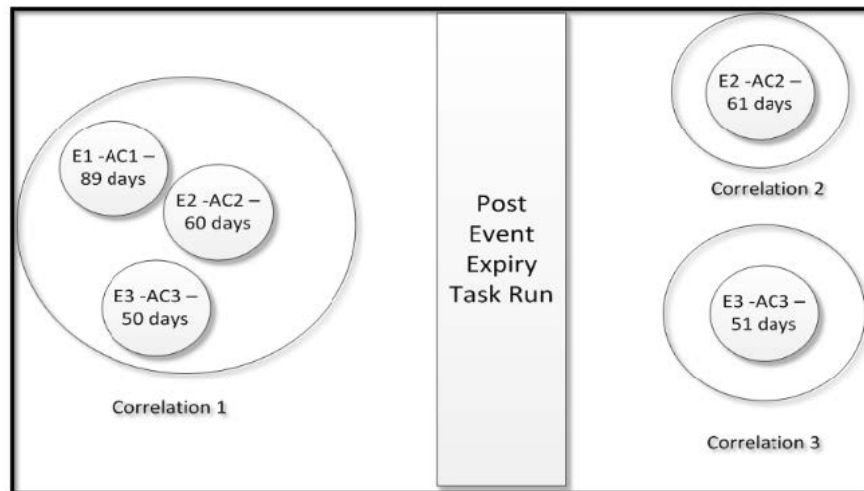 E1 -AC1 –
89 days
E2 -AC2 –
60 days
E3 -AC3 –
50 days
Correlation 1
Post
Event
Expiry
Task Run
E2 -AC2 –
61 days
Correlation 2
E3 -AC3 –
51 days
Correlation 3